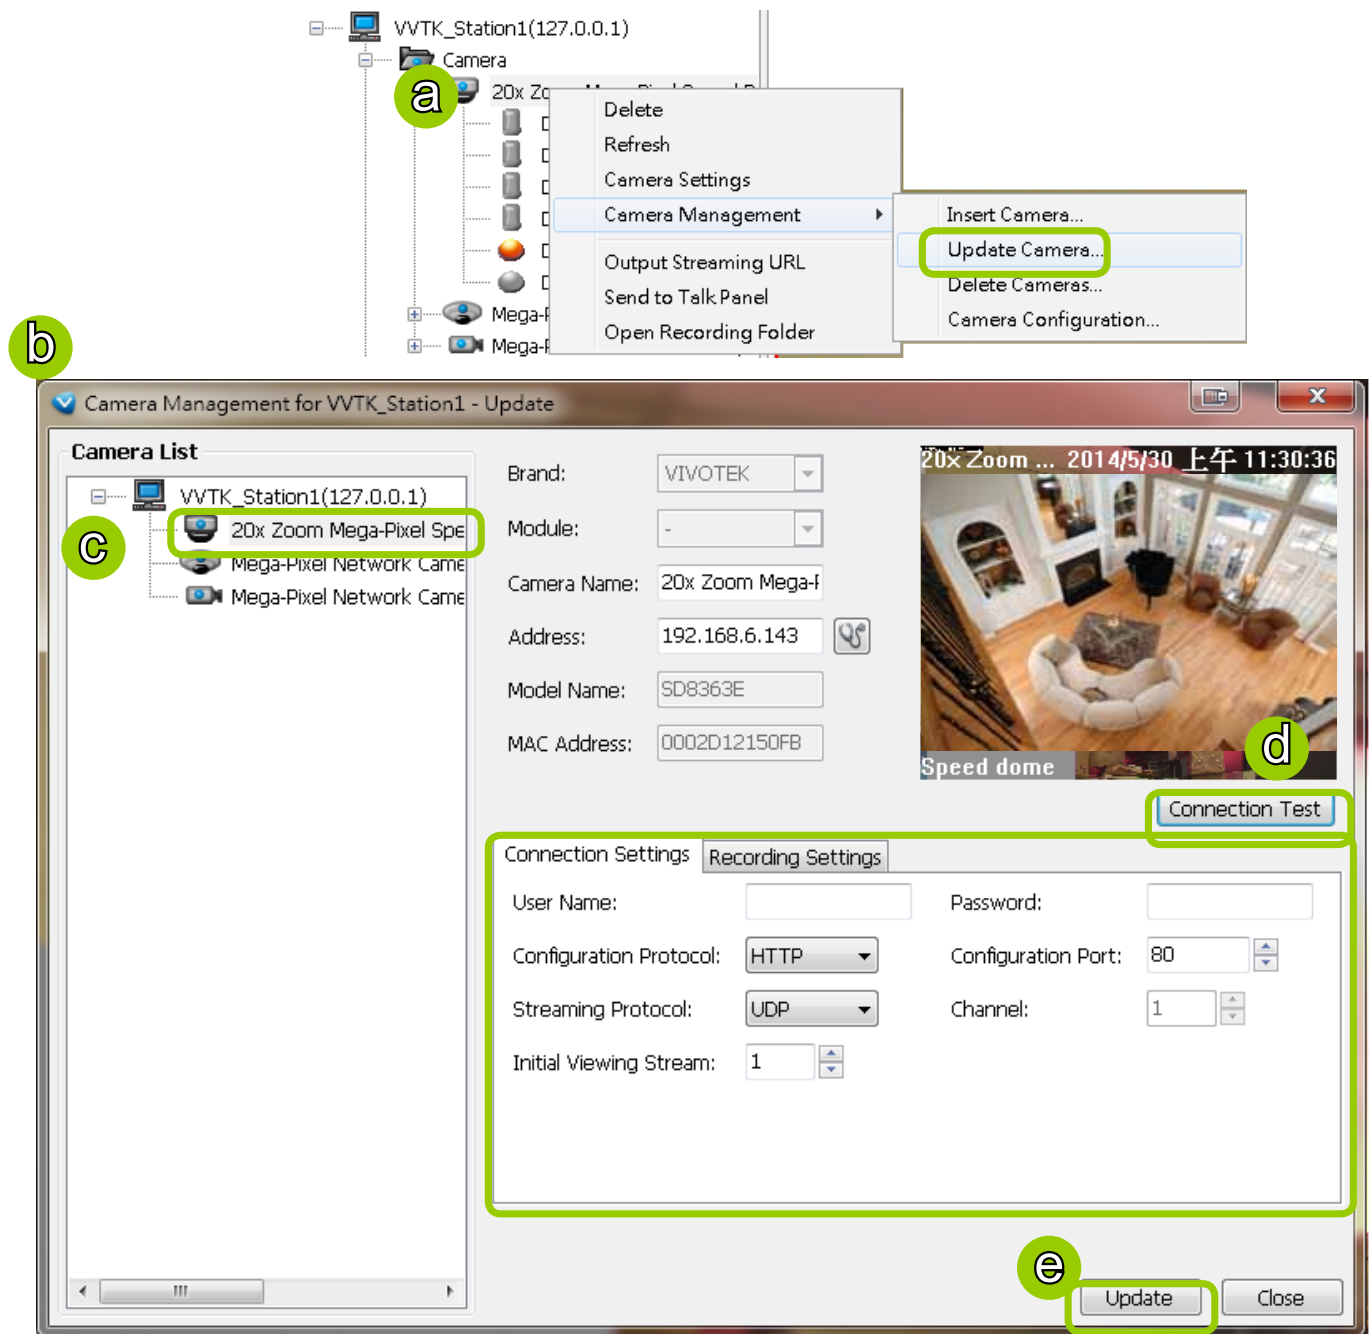 VVTK_Station1(127.0.0.1)
Camera
a
20x
Delete
Refresh
Camera Settings
Camera Management
Output Streaming URL
Send to Talk Panel
Open Recording Folder
Insert Camera...
Update Camera...
Delete Cameras...
Camera Configuration...
b
Camera Management for VVTK_Station1 - Update
Camera List
VVTK_Station1(127.0.0.1)
c
20x Zoom Mega-Pixel Spe
Mega-Pixel Network Came
Mega-Pixel Network Came
Brand: VIVOTEK
Module: -
Camera Name: 20x Zoom Mega-
Address: 192.168.6.143
Model Name: SD8363E
MAC Address: 0002D12150FB
20x Zoom ... 2014/5/30 上午 11:30:36
Speed dome
d
Connection Test
Connection Settings Recording Settings
User Name: Password:
Configuration Protocol: HTTP Configuration Port: 80
Streaming Protocol: UDP Channel: 1
Initial Viewing Stream: 1
e
Update Close